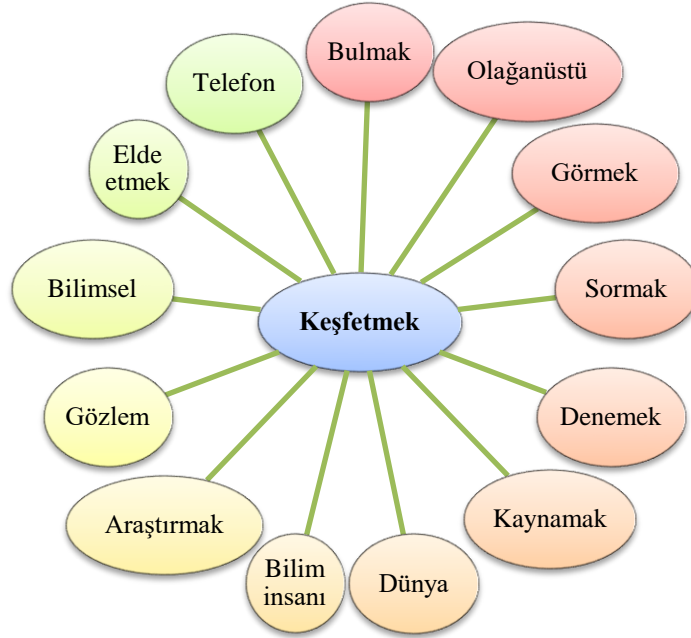 Bulmak
Olağanüstü
Görmek
Sormak
Denemek
Kaynamak
Dünya
Bilim
insanı
Araştırmak
Gözlem
Bilimsel
Elde
etmek
Telefon
Keşfetmek